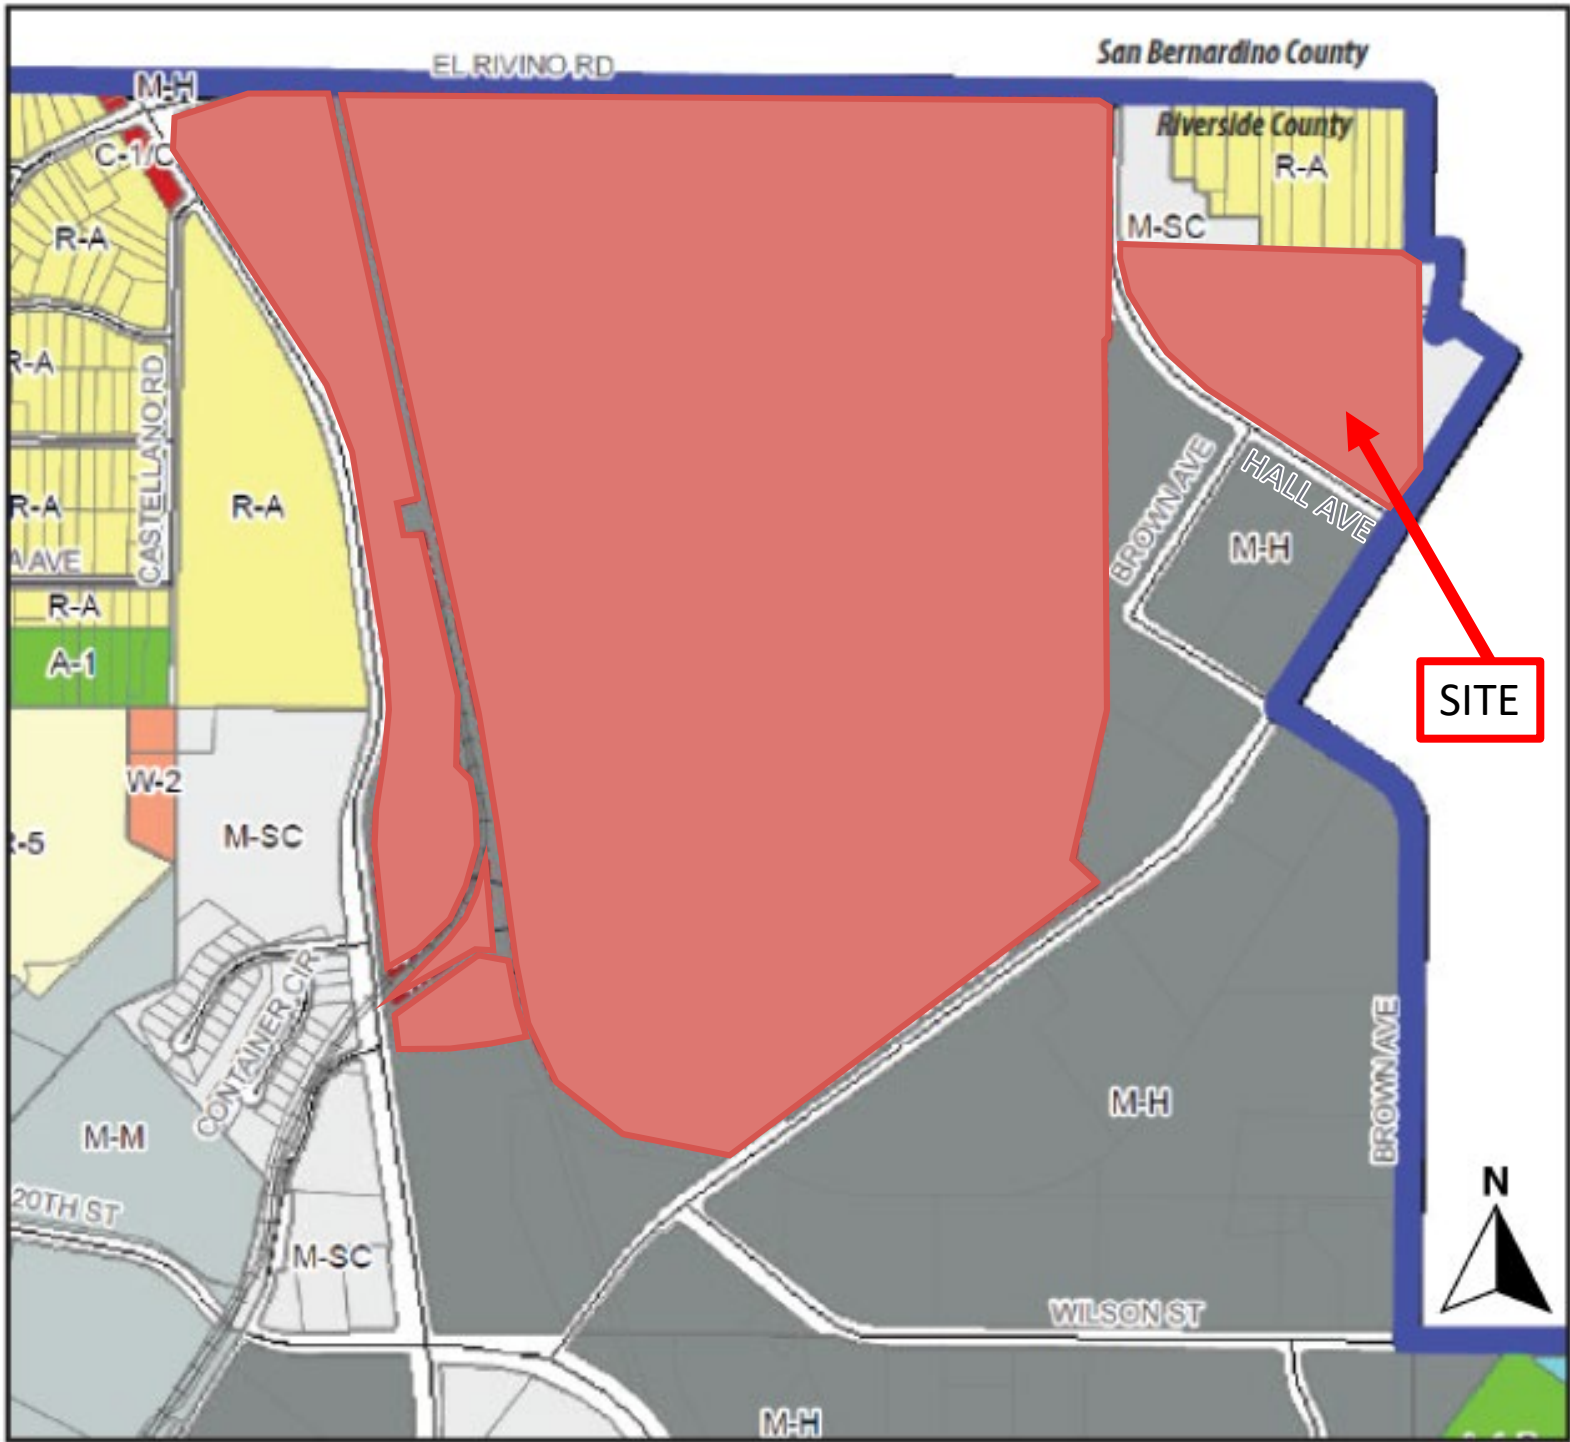 San Bernardino County
EL RIVINO RD
M-H
Riverside County
C-1/C
R-A
M-SC
R-A
R-A
CASTELLANO RD
BROWN AVE
HALL AVE
R-A
R-A
M-H
A AVE
R-A
A-1
SITE
W-2
M-SC
R-5
CONTAINER CIR
BROWN AVE
M-H
M-M
N
20TH ST
M-SC
WILSON ST
M-H